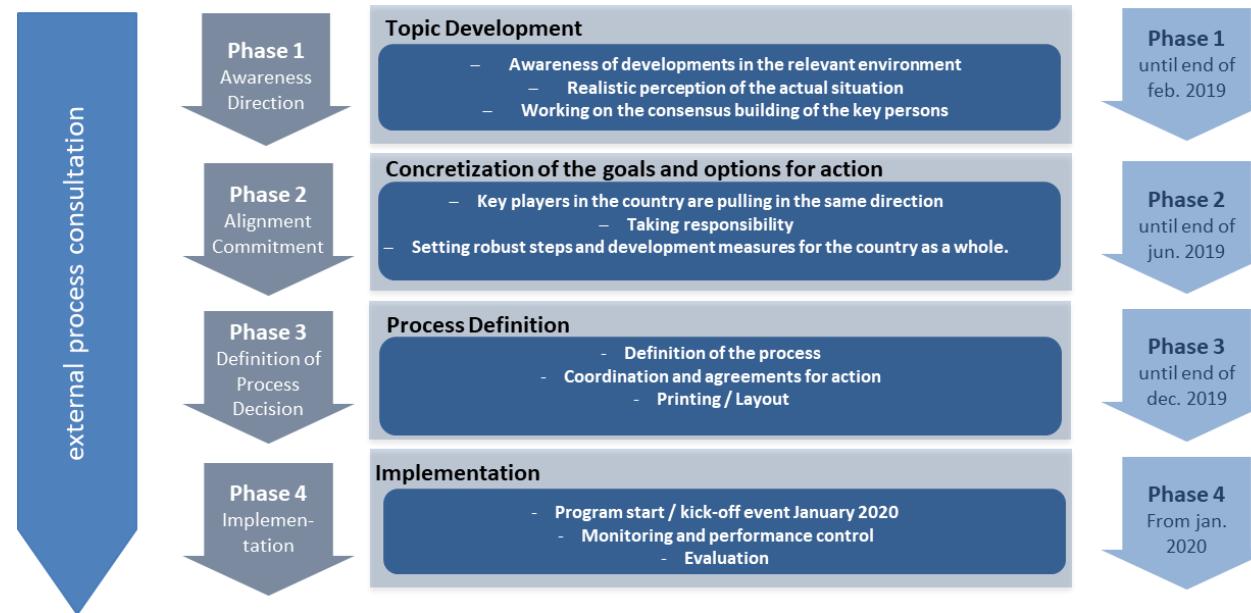 external process consultation
Phase 1
Awareness
Direction
Topic Development
– Awareness of developments in the relevant environment
– Realistic perception of the actual situation
– Working on the consensus building of the key persons
Phase 1
until end of
feb. 2019
Phase 2
Alignment
Commitment
Concretization of the goals and options for action
– Key players in the country are pulling in the same direction
– Taking responsibility
– Setting robust steps and development measures for the country as a whole.
Phase 2
until end of
jun. 2019
Phase 3
Definition of
Process
Decision
Process Definition
- Definition of the process
- Coordination and agreements for action
- Printing / Layout
Phase 3
until end of
dec. 2019
Phase 4
Implemen-
tation
Implementation
- Program start / kick-off event January 2020
- Monitoring and performance control
- Evaluation
Phase 4
From jan.
2020